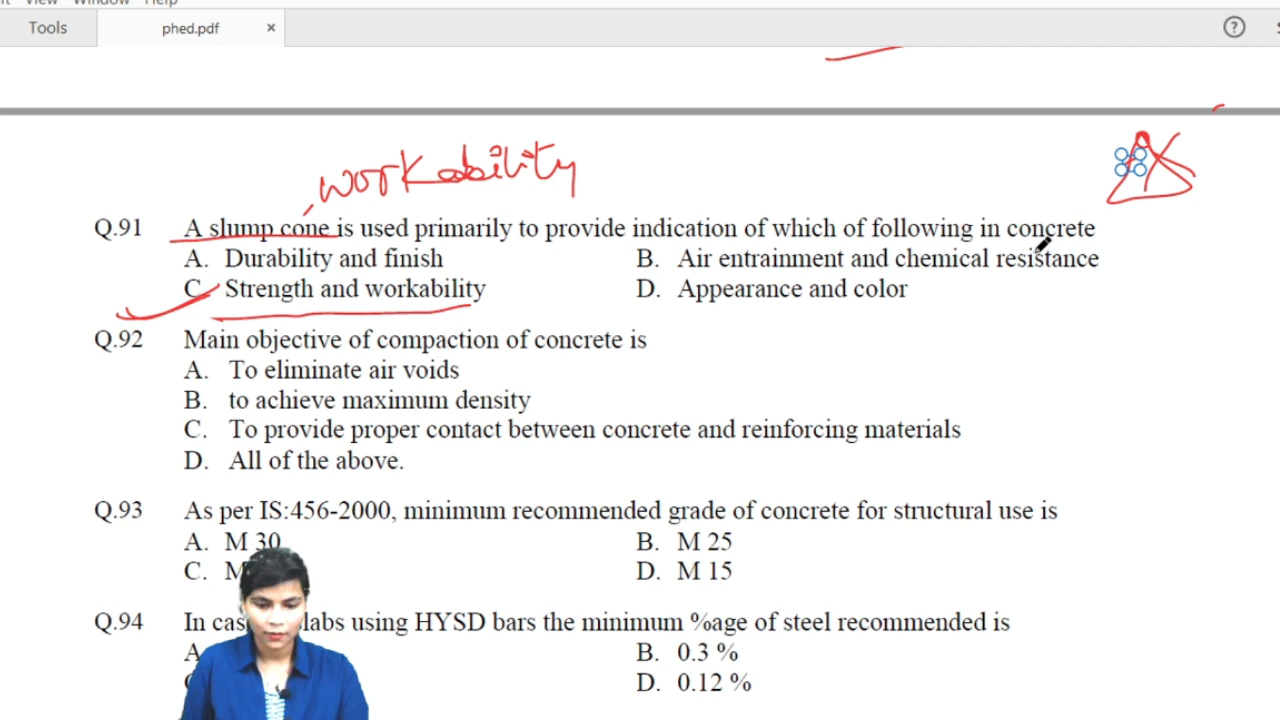 View Window Help
Tools phed.pdf ×
?
workability
Q.91 A slump cone is used primarily to provide indication of which of following in concrete
A. Durability and finish B. Air entrainment and chemical resistance
C. Strength and workability D. Appearance and color
Q.92 Main objective of compaction of concrete is
A. To eliminate air voids
B. to achieve maximum density
C. To provide proper contact between concrete and reinforcing materials
D. All of the above.
Q.93 As per IS:456-2000, minimum recommended grade of concrete for structural use is
A. M 30 B. M 25
C. M D. M 15
Q.94 In labs using HYSD bars the minimum %age of steel recommended is
A B. 0.3 %
D. 0.12 %